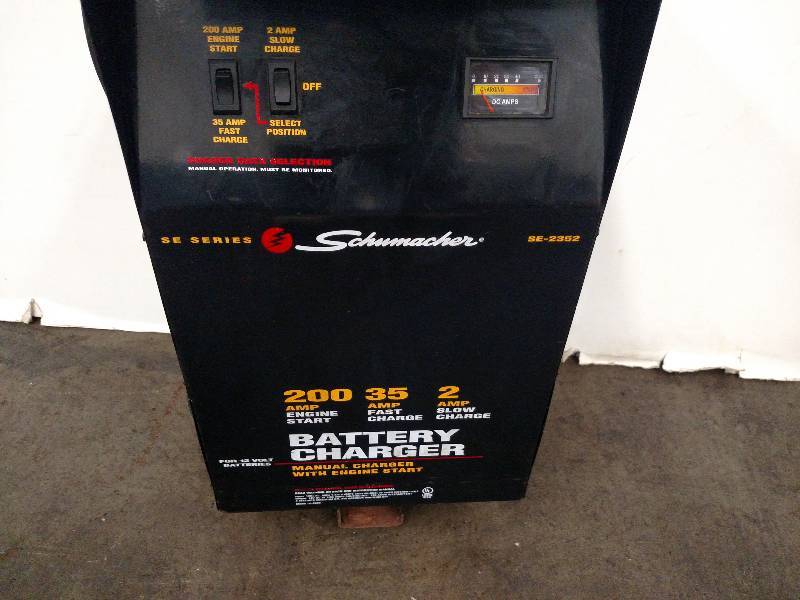 200 AMP
ENGINE
START
2 AMP
SLOW
CHARGE
OFF
35 AMP
FAST
CHARGE
SELECT
POSITION
CHARGING
DC AMPS
MANUAL OPERATION. MUST BE MONITORED.
SE SERIES
Schumacher
SE-2352
200 35 2
AMP
ENGINE
START
AMP
FAST
CHARGE
AMP
SLOW
CHARGE
BATTERY
CHARGER
FOR 12 VOLT
BATTERIES
MANUAL CHARGER
WITH ENGINE START